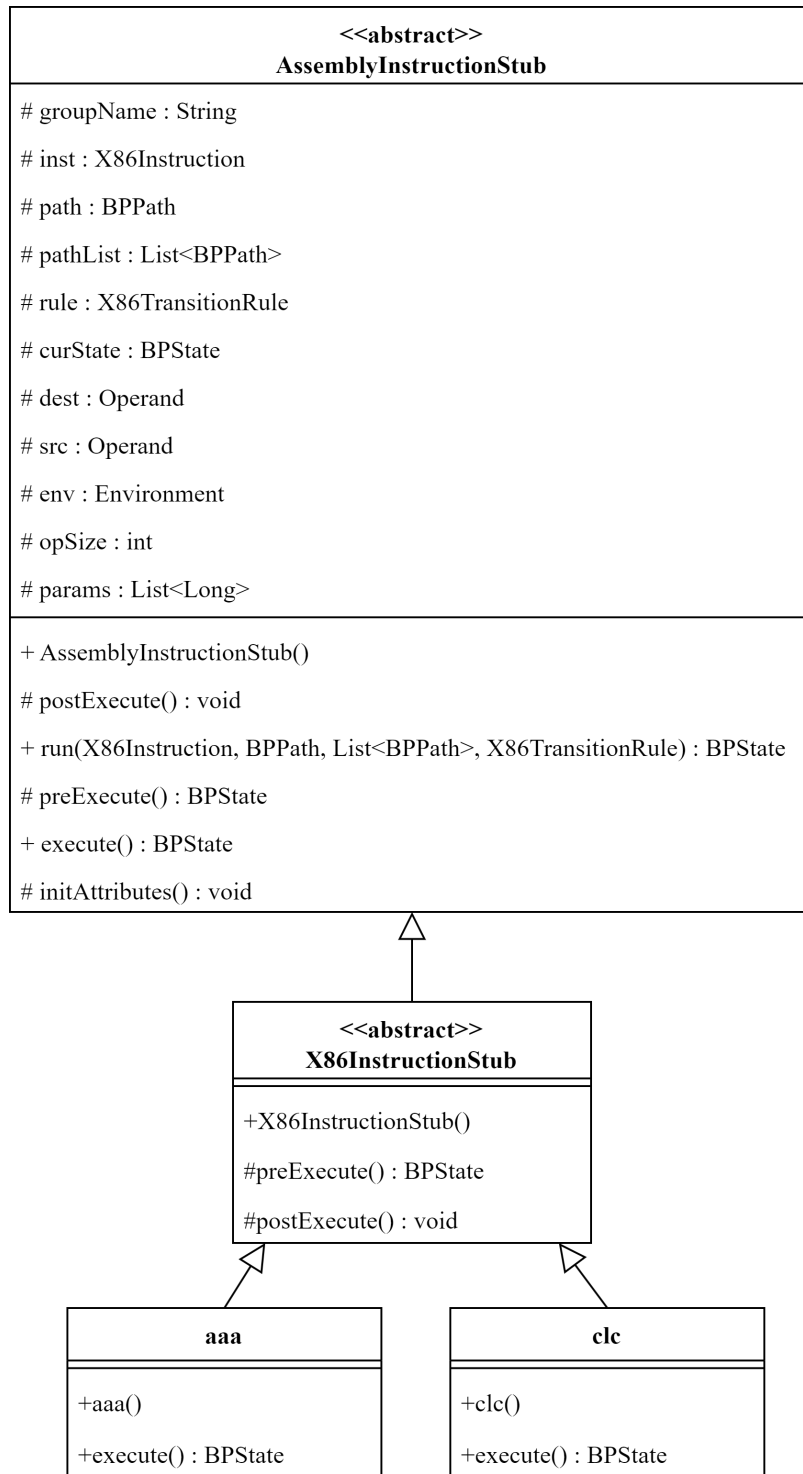 <<abstract>>
AssemblyInstructionStub
# groupName : String
# inst : X86Instruction
# path : BPPath
# pathList : List<BPPath>
# rule : X86TransitionRule
# curState : BPState
# dest : Operand
# src : Operand
# env : Environment
# opSize : int
# params : List<Long>
+ AssemblyInstructionStub()
# postExecute() : void
+ run(X86Instruction, BPPath, List<BPPath>, X86TransitionRule) : BPState
# preExecute() : BPState
+ execute() : BPState
# initAttributes() : void
<<abstract>>
X86InstructionStub
+X86InstructionStub()
#preExecute() : BPState
#postExecute() : void
aaa
+aaa()
+execute() : BPState
clc
+clc()
+execute() : BPState